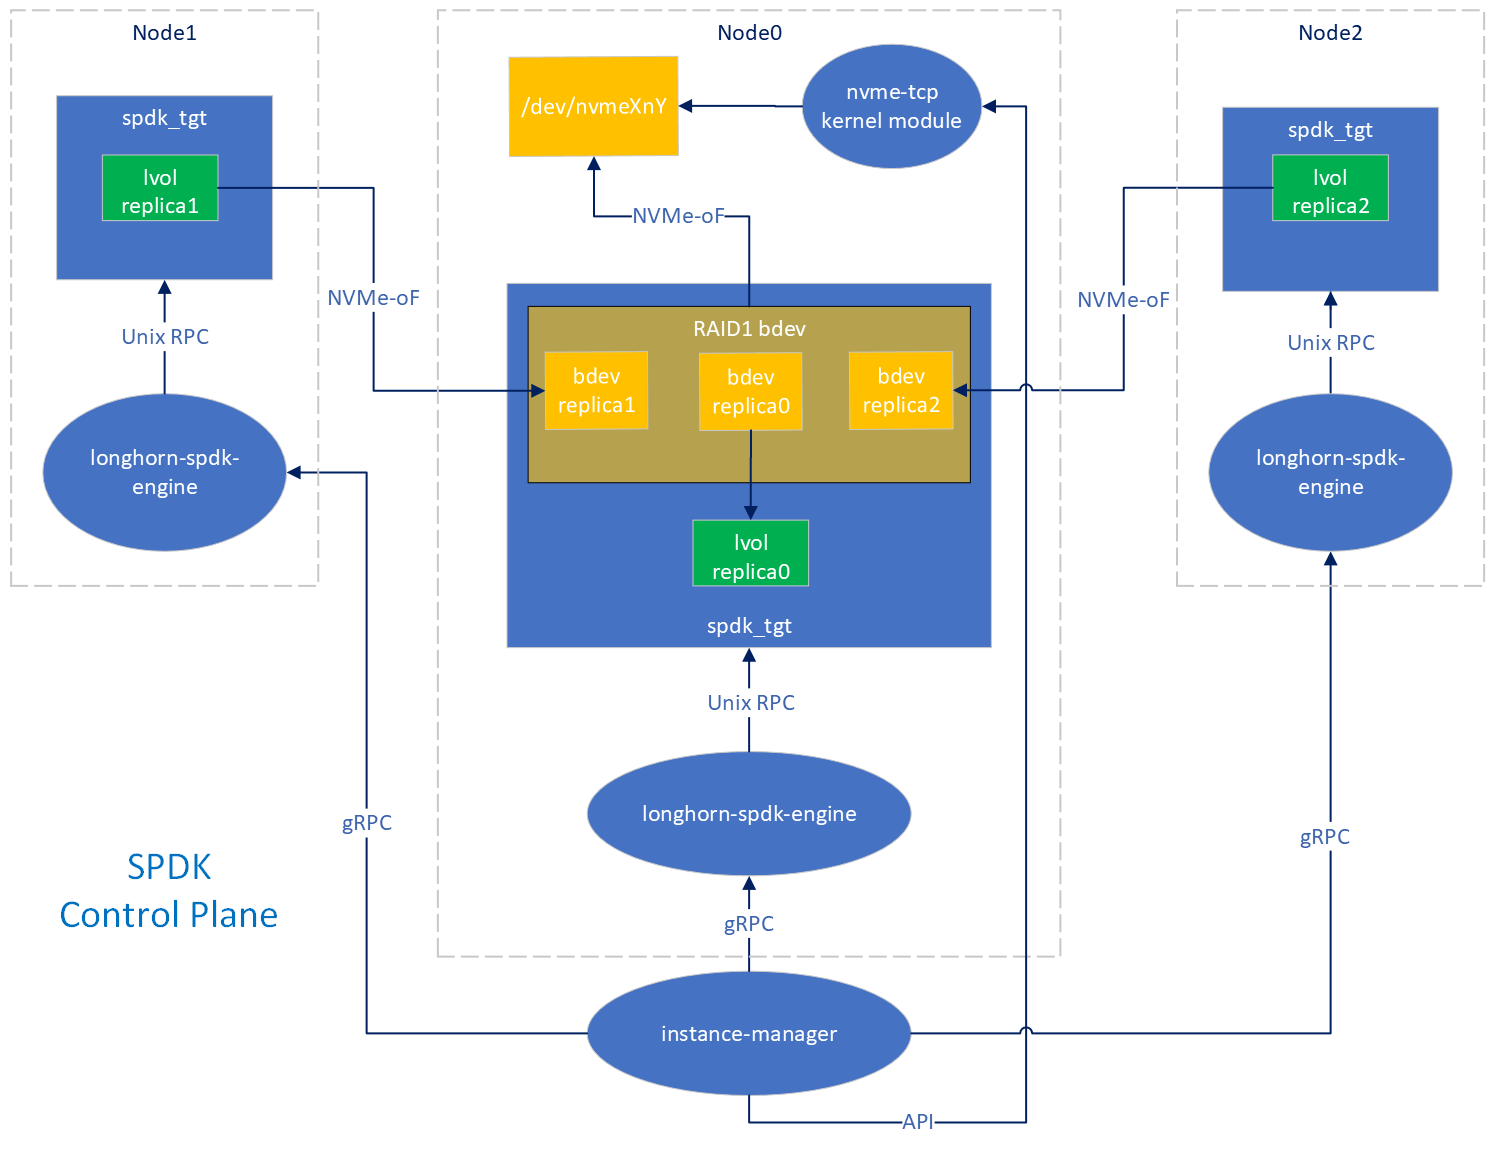 Node1
Node0
Node2
spdk_tgt
lvol
replica1
/dev/nvmeXnY
nvme-tcp
kernel module
spdk_tgt
lvol
replica2
NVMe-oF
NVMe-oF
NVMe-oF
Unix RPC
Unix RPC
RAID1 bdev
bdev
replica1
bdev
replica0
bdev
replica2
longhorn-spdk-
engine
longhorn-spdk-
engine
lvol
replica0
spdk_tgt
Unix RPC
longhorn-spdk-engine
gRPC
gRPC
gRPC
SPDK
Control Plane
instance-manager
API